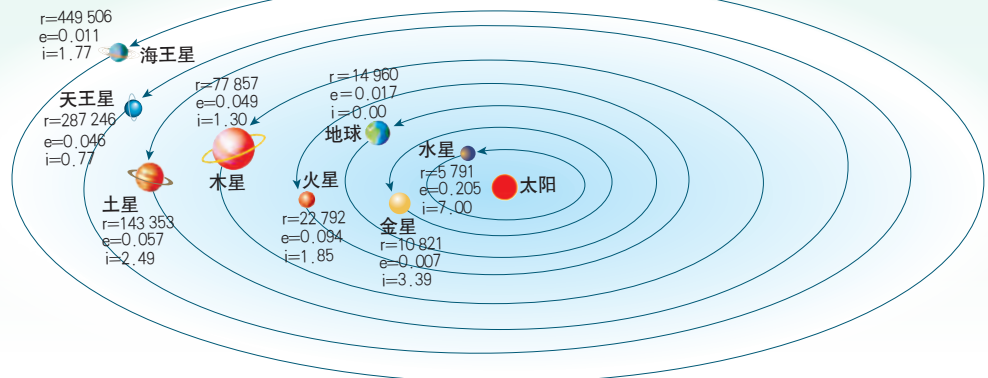 r=449 506
e=0.011
i=1.77
海王星
天王星
r=287 246
e=0.046
i=0.77
土星
r=143 353
e=0.057
i=2.49
r=77 857
e=0.049
i=1.30
木星
火星
r=22 792
e=0.094
i=1.85
r=14 960
e=0.017
i=0.00
地球
金星
r=10 821
e=0.007
i=3.39
水星
r=5 791
e=0.205
i=7.00
太阳